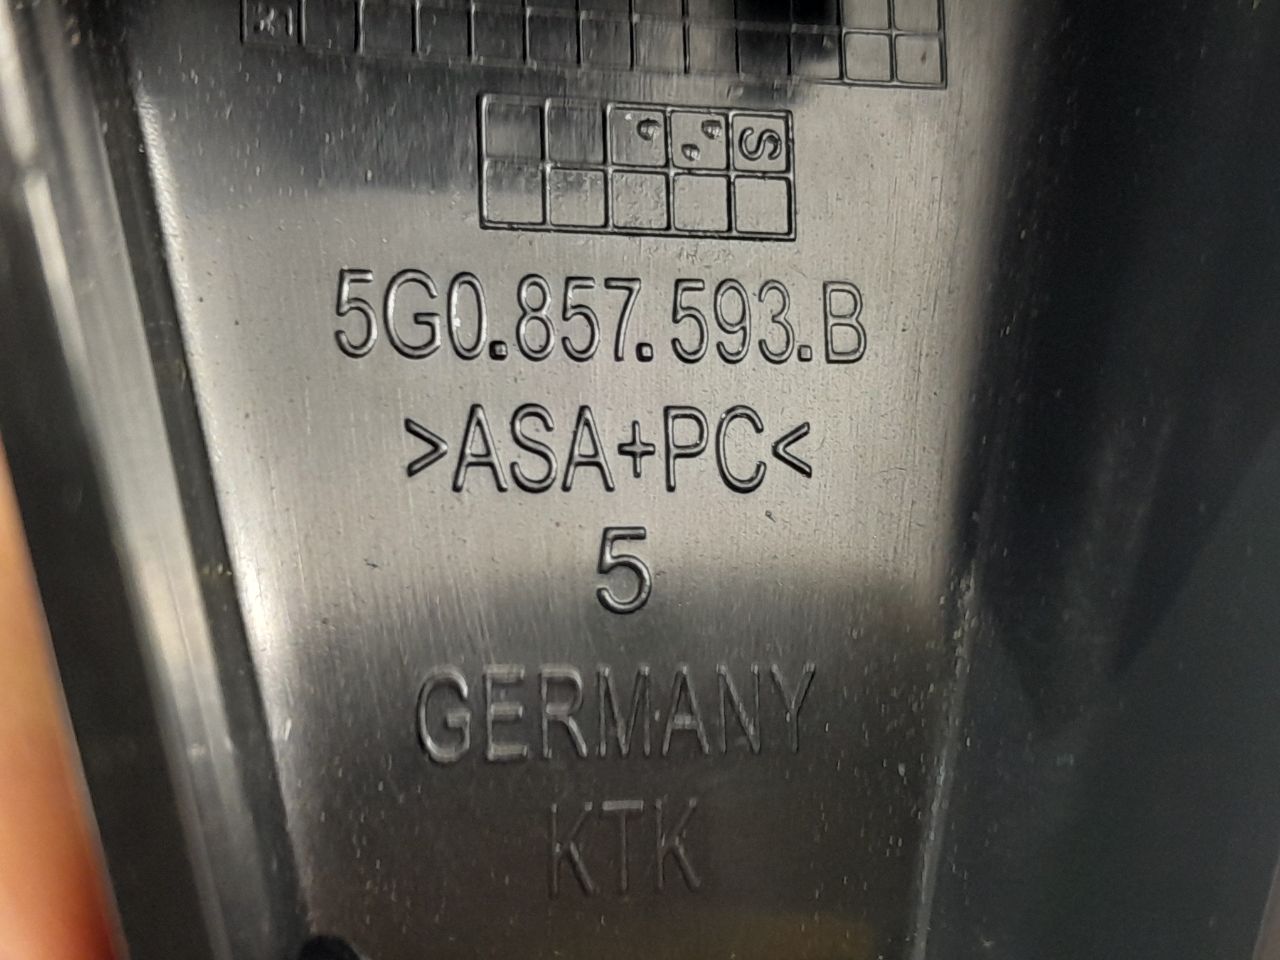 S
5G0.857.593.B
>ASA+PC<
5
GERMANY
KTK